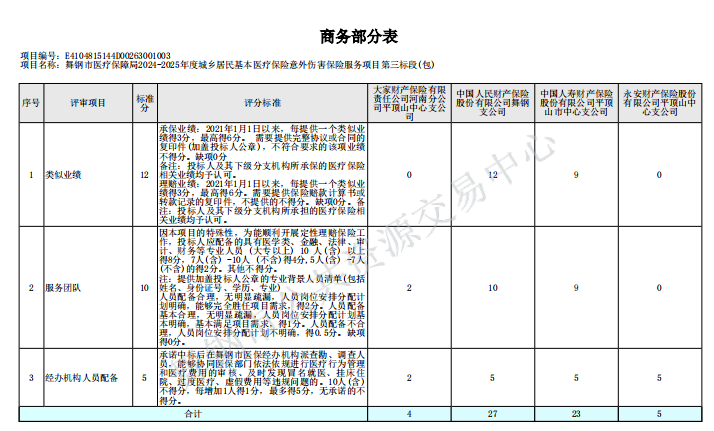 商务部分表
项目编号：E4104815144D00263001003
项目名称：舞钢市医疗保障局2024-2025年度城乡居民基本医疗保险意外伤害保险服务项目第三标段(包)
序号 评审项目 标准分 评分标准 大家财产保险有限责任公司河南分公司平顶山中心支公司 中国人民财产保险股份有限公司舞钢支公司 中国人寿财产保险股份有限公司平顶山市中心支公司 永安财产保险股份有限公司平顶山中心支公司
1 类似业绩 12
承保业绩：2021年1月1日以来，每提供一个类似业
绩得3分，最高得6分。 需要提供完整协议或合同的
复印件(加盖投标人公章)，不符合要求的该项业绩
不得分。缺项0分
备注：投标人及其下级分支机构所承保的医疗保险
相关业绩均予认可。
理赔业绩：2021年1月1日以来，每提供一个类似业
绩得3分，最高得6分。需要提供保险赔款计算书或
转款记录的复印件，不提供的不得分。缺项0分。备
注：投标人及其下级分支机构所承担的医疗保险相
关业绩均予认可。
0 12 9 0
2 服务团队 10
因本项目的特殊性，为能顺利开展定性理赔保险工
作，投标人应配备的具有医学类、金融、法律、审
计、财务等专业人员 (大专以上) 10 人(含) 以上
得8分，7人(含) -10人 (不含)得4分,5人(含) -7人
(不含)的得2分。其他不得分。
注：提供加盖投标人公章的专业背景人员清单(包括
姓名、身份证号、学历、专业)
人员配备合理，无明显疏漏，人员岗位安排分配计
划明确，能够完全胜任项目需求，得2分。人员配备
基本合理，无明显疏漏，人员岗位安排分配计划基
本明确，基本满足项目需求，得1分。人员配备不合
理，人员岗位安排分配计划不明确，得0.5分。缺项
得0分。
2 10 9 0
3 经办机构人员配备 5
承诺中标后在舞钢市医保经办机构派查勘、调查人
员，能够协同医保部门依法依规进行医疗行为管理
和医疗费用的审核、及时发现冒名就医、挂床住
院、过度医疗、虚假费用等违规问题的。10人(含)
不得分，每增加1人得1分，最多得5分，无承诺的不
得分。
2 5 5 5
合计 4 27 23 5